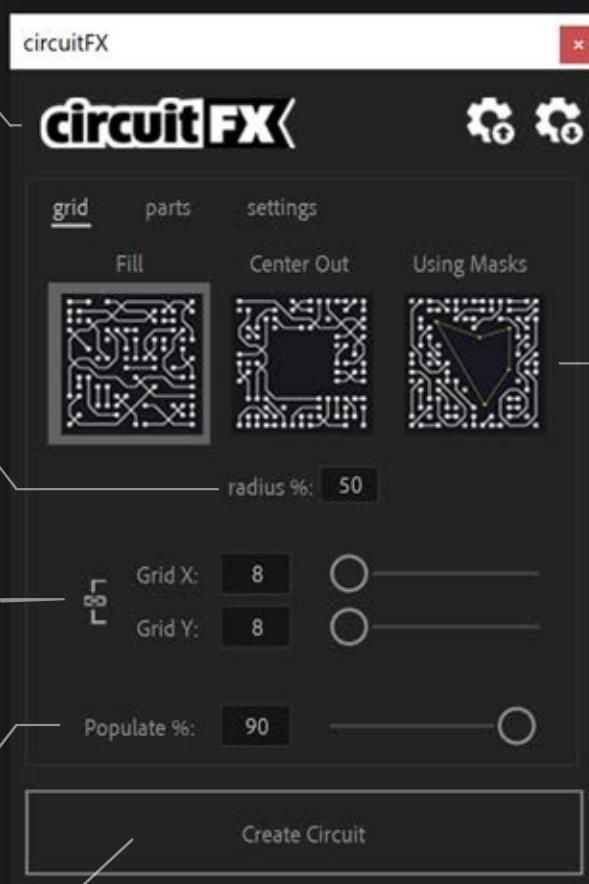 circuitFX
circuit FX
grid parts settings
Fill Center Out Using Masks
radius %: 50
Grid X: 8
Grid Y: 8
Populate %: 90
Create Circuit